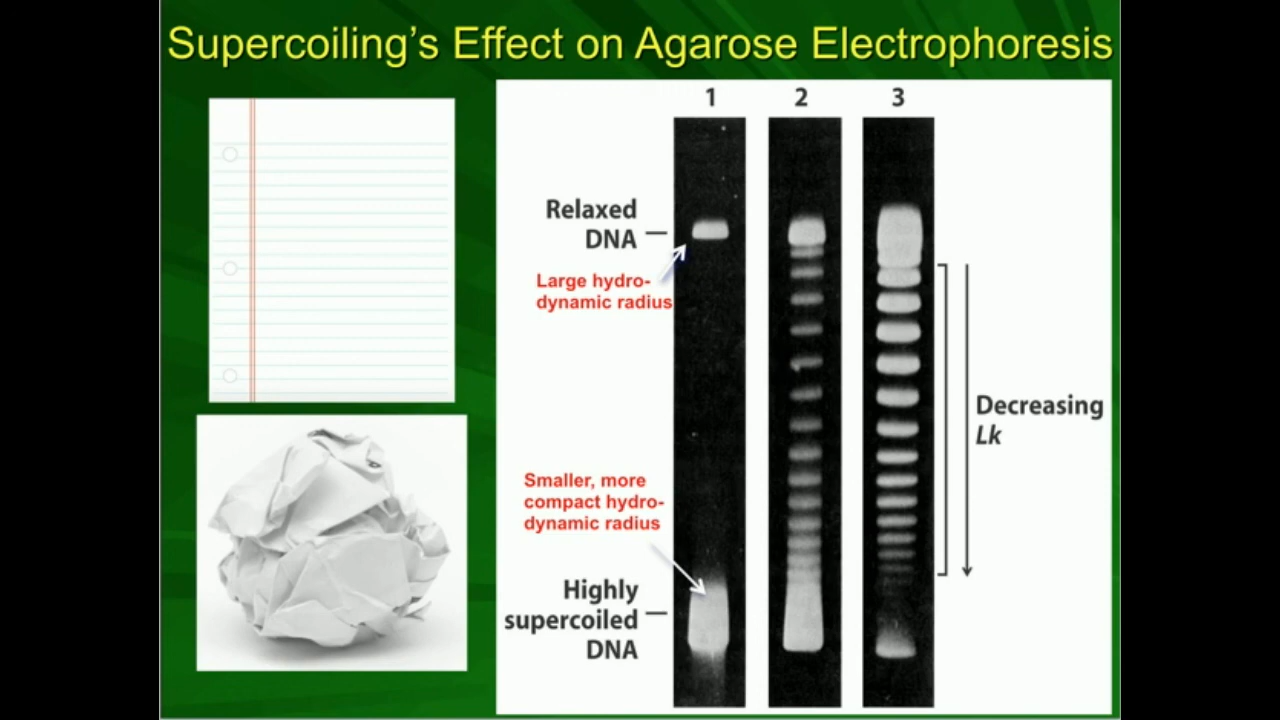 Supercoiling's Effect on Agarose Electrophoresis
1 2 3
Relaxed
DNA
Large hydro-
dynamic radius
Decreasing
Lk
Smaller, more
compact hydro-
dynamic radius
Highly
supercoiled
DNA